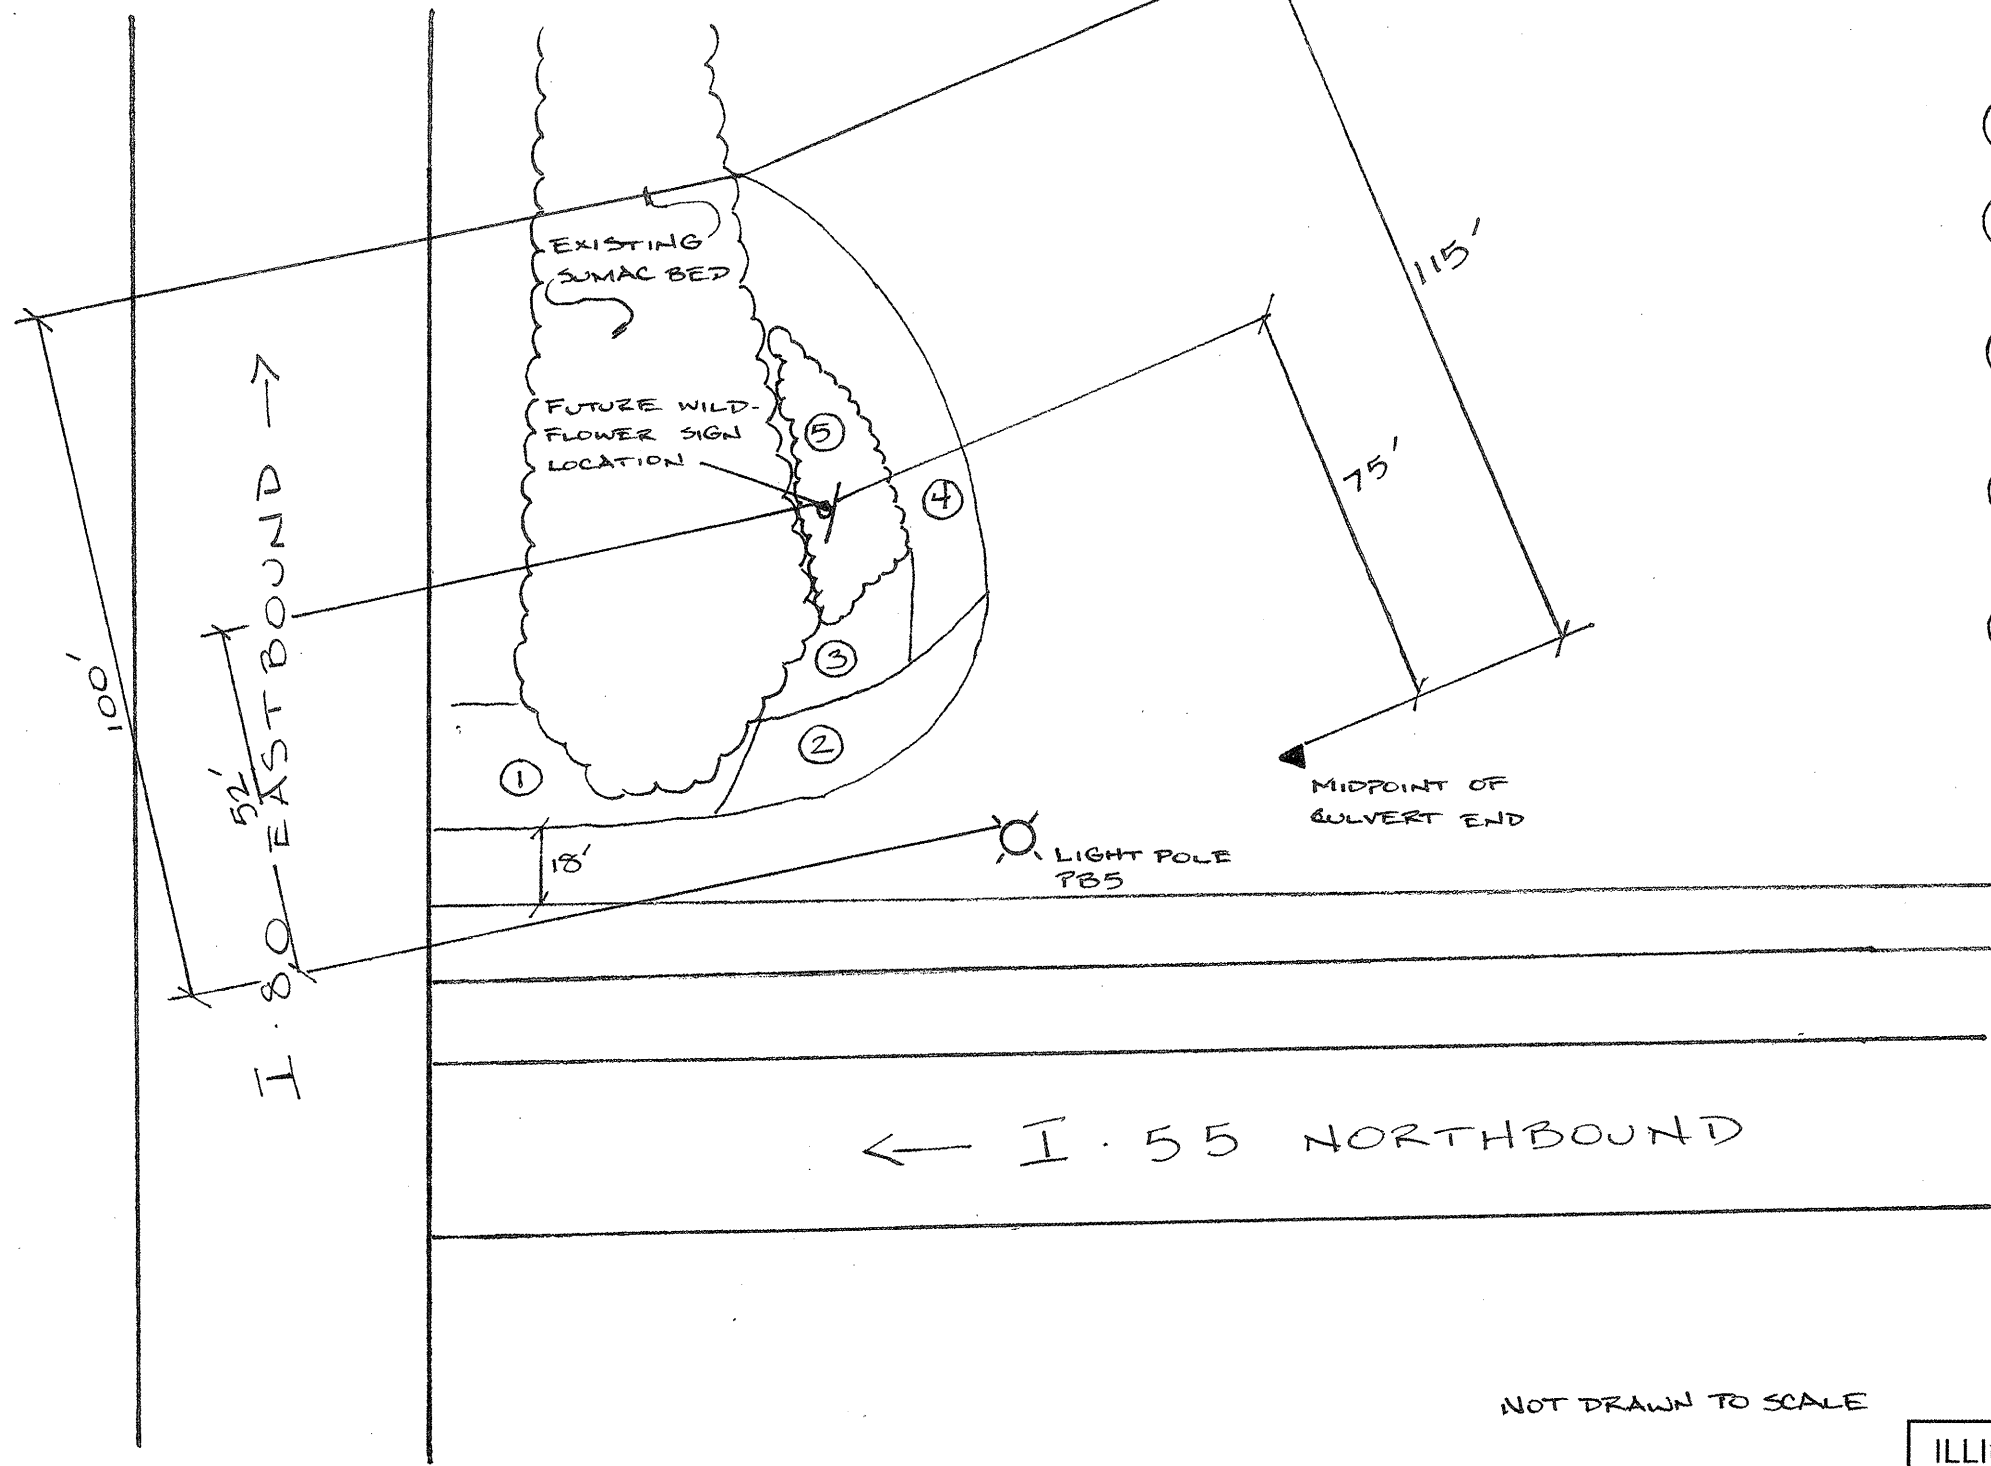 115'
EXISTING
SUMAC BED
FUTURE WILD-
FLOWER SIGN
LOCATION
5
4
75'
3
100'
52'
I.80 EASTBOUND
2
1
MIDPOINT OF
CULVERT END
18'
LIGHT POLE
PB5
I.55 NORTHBOUND
NOT DRAWN TO SCALE
ILLI